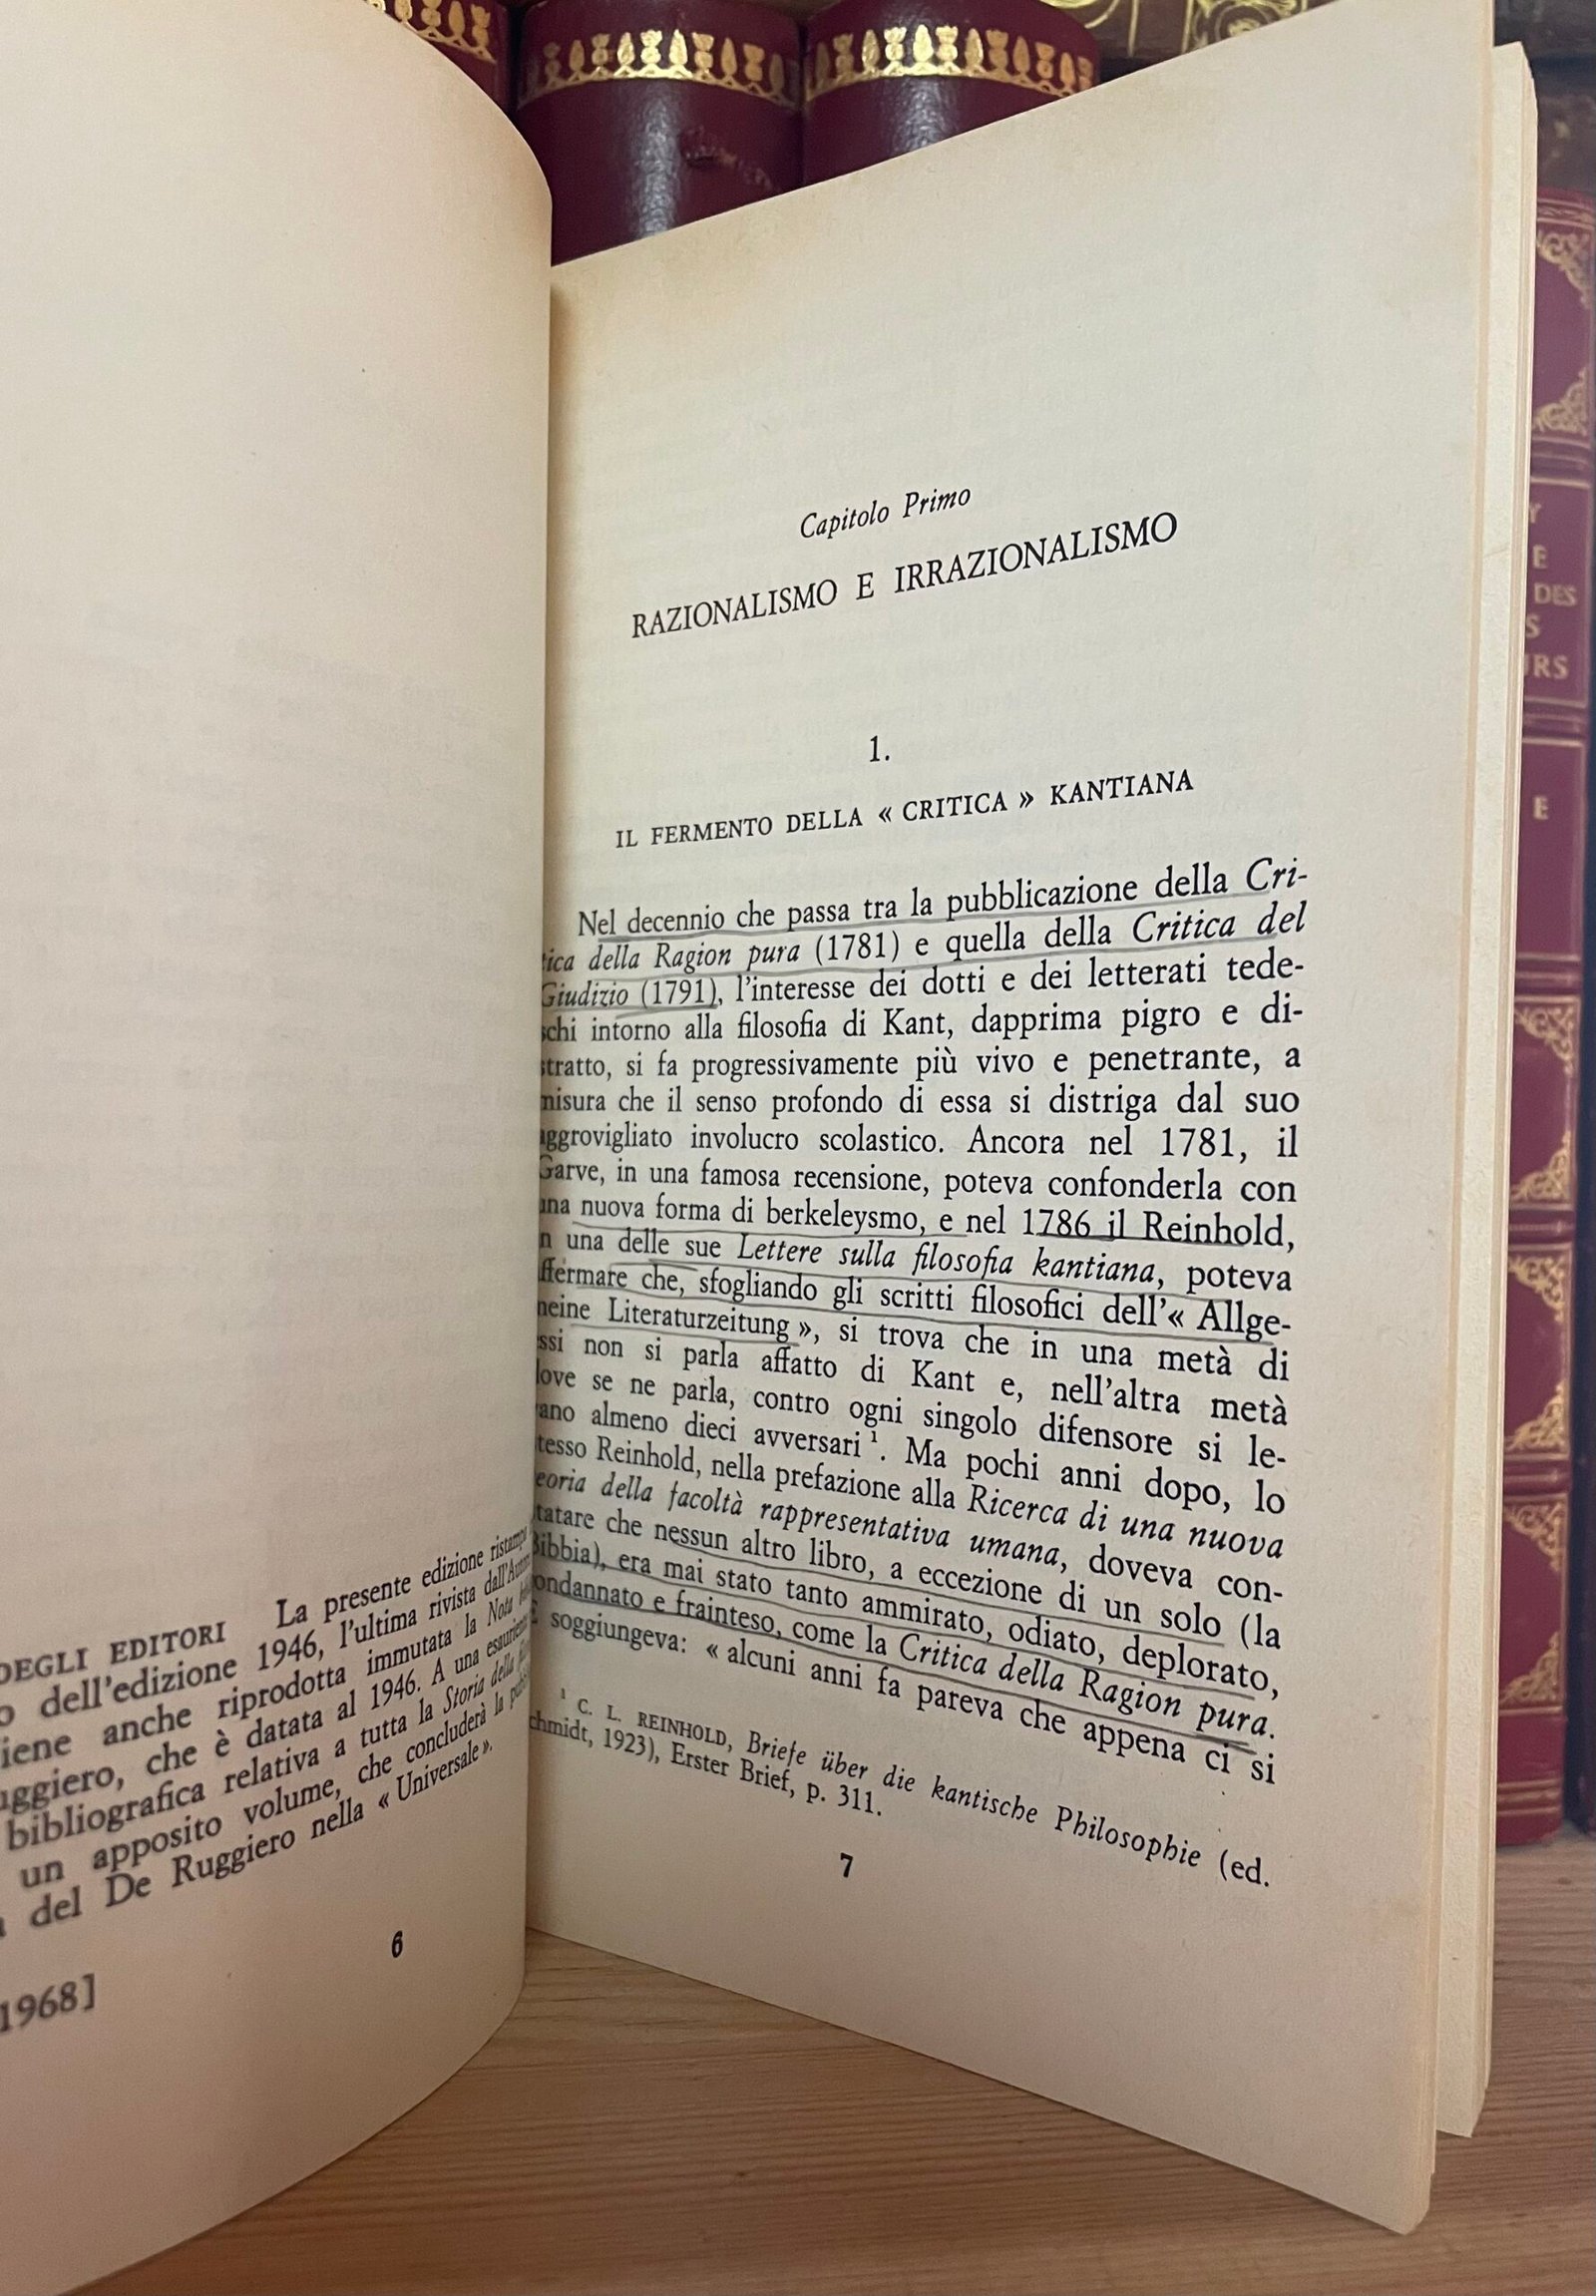 DEGLI EDITORI La presente edizione
dell'edizione 1946, l'ultima rivista
anche riprodotta immutata la Nota
che è datata al 1946. A una
bibliografica relativa a tutta la Storia della
un apposito volume, che concluderà la
del De Ruggiero nella « Universale ».
1968]
6
Capitolo Primo
RAZIONALISMO E IRRAZIONALISMO
1.
IL FERMENTO DELLA « CRITICA » KANTIANA
Nel decennio che passa tra la pubblicazione della Cri-
tica della Ragion pura (1781) e quella della Critica del
Giudizio (1791), l'interesse dei dotti e dei letterati tede-
schi intorno alla filosofia di Kant, dapprima pigro e di-
stratto, si fa progressivamente più vivo e penetrante, a
misura che il senso profondo di essa si distriga dal suo
aggrovigliato involucro scolastico. Ancora nel 1781, il
Garve, in una famosa recensione, poteva confonderla con
una nuova forma di berkeleysmo, e nel 1786 il Reinhold,
in una delle sue Lettere sulla filosofia kantiana, poteva
affermare che, sfogliando gli scritti filosofici dell'« Allge-
meine Literaturzeitung », si trova che in una metà di
essi non si parla affatto di Kant e, nell'altra metà
dove se ne parla, contro ogni singolo difensore si le-
vano almeno dieci avversari ¹. Ma pochi anni dopo, lo
stesso Reinhold, nella prefazione alla Ricerca di una nuova
teoria della facoltà rappresentativa umana, doveva con-
statare che nessun altro libro, a eccezione di un solo (la
Bibbia), era mai stato tanto ammirato, odiato, deplorato,
condannato e frainteso, come la Critica della Ragion pura.
E soggiungeva: « alcuni anni fa pareva che appena ci si
¹ C. L. REINHOLD, Briefe über die kantische Philosophie (ed.
Schmidt, 1923), Erster Brief, p. 311.
7